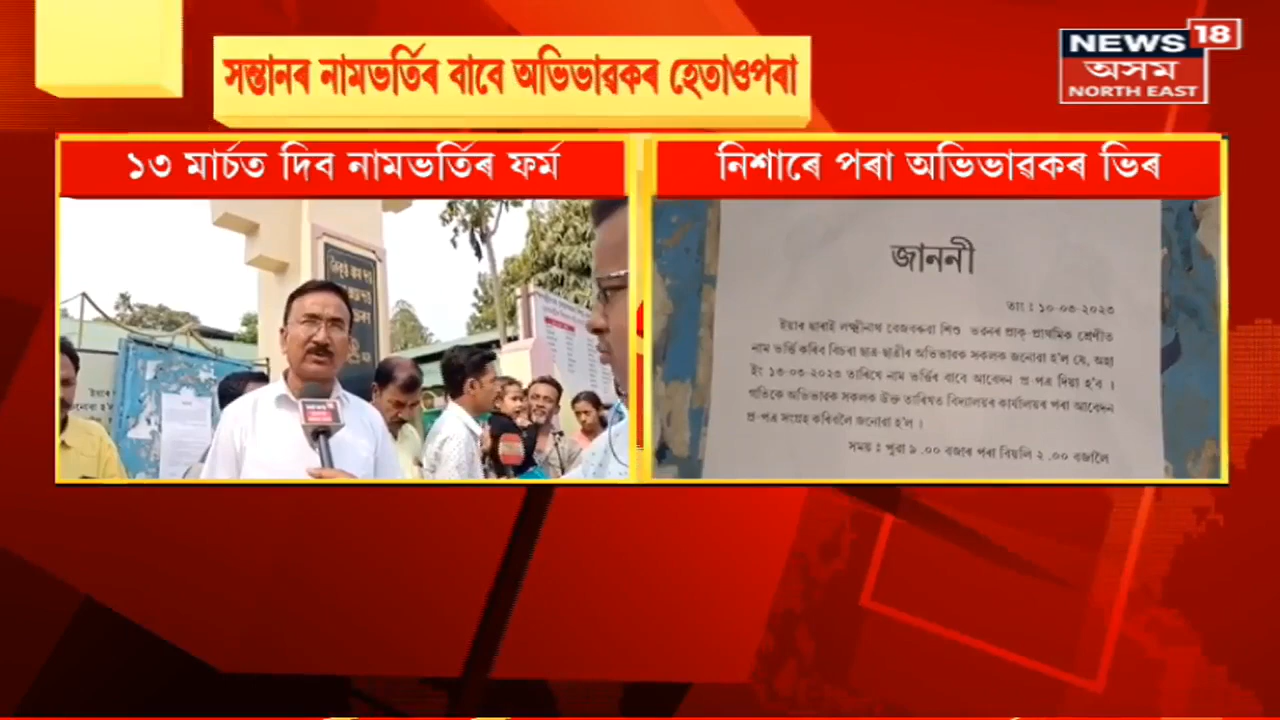 সন্তানৰ নামভৰ্তিৰ বাবে অভিভাৱকৰ হেতাওপৰা
NEWS 18
অসম
NORTH EAST
১৩ মাৰ্চত দিব নামভৰ্তিৰ ফৰ্ম
নিশাৰে পৰা অভিভাৱকৰ ভিৰ
জাননী
তাং : ১০-০৩-২০২৩
ইয়াৰ দ্বাৰাই লক্ষ্মীনাথ বেজবৰুৱা শিশু ভৱনৰ প্ৰাক্-প্ৰাথমিক শ্ৰেণীত
নাম ভৰ্ত্তি কৰিব বিচৰা ছাত্ৰ-ছাত্ৰীৰ অভিভাৱক সকলক জনোৱা হ'ল যে, অহা
ইং ১৩-০৩-২০২৩ তাৰিখে নাম ভৰ্ত্তিৰ বাবে আবেদন প্ৰ-পত্ৰ দিয়া হ'ব ।
গতিকে অভিভাৱক সকলক উক্ত তাৰিখত বিদ্যালয়ৰ কাৰ্যালয়ৰ পৰা আবেদন
প্ৰ-পত্ৰ সংগ্ৰহ কৰিবলৈ জনোৱা হ'ল ।
সময় : পুৱা ৯.০০ বজাৰ পৰা বিয়লি ২.০০ বজালৈ